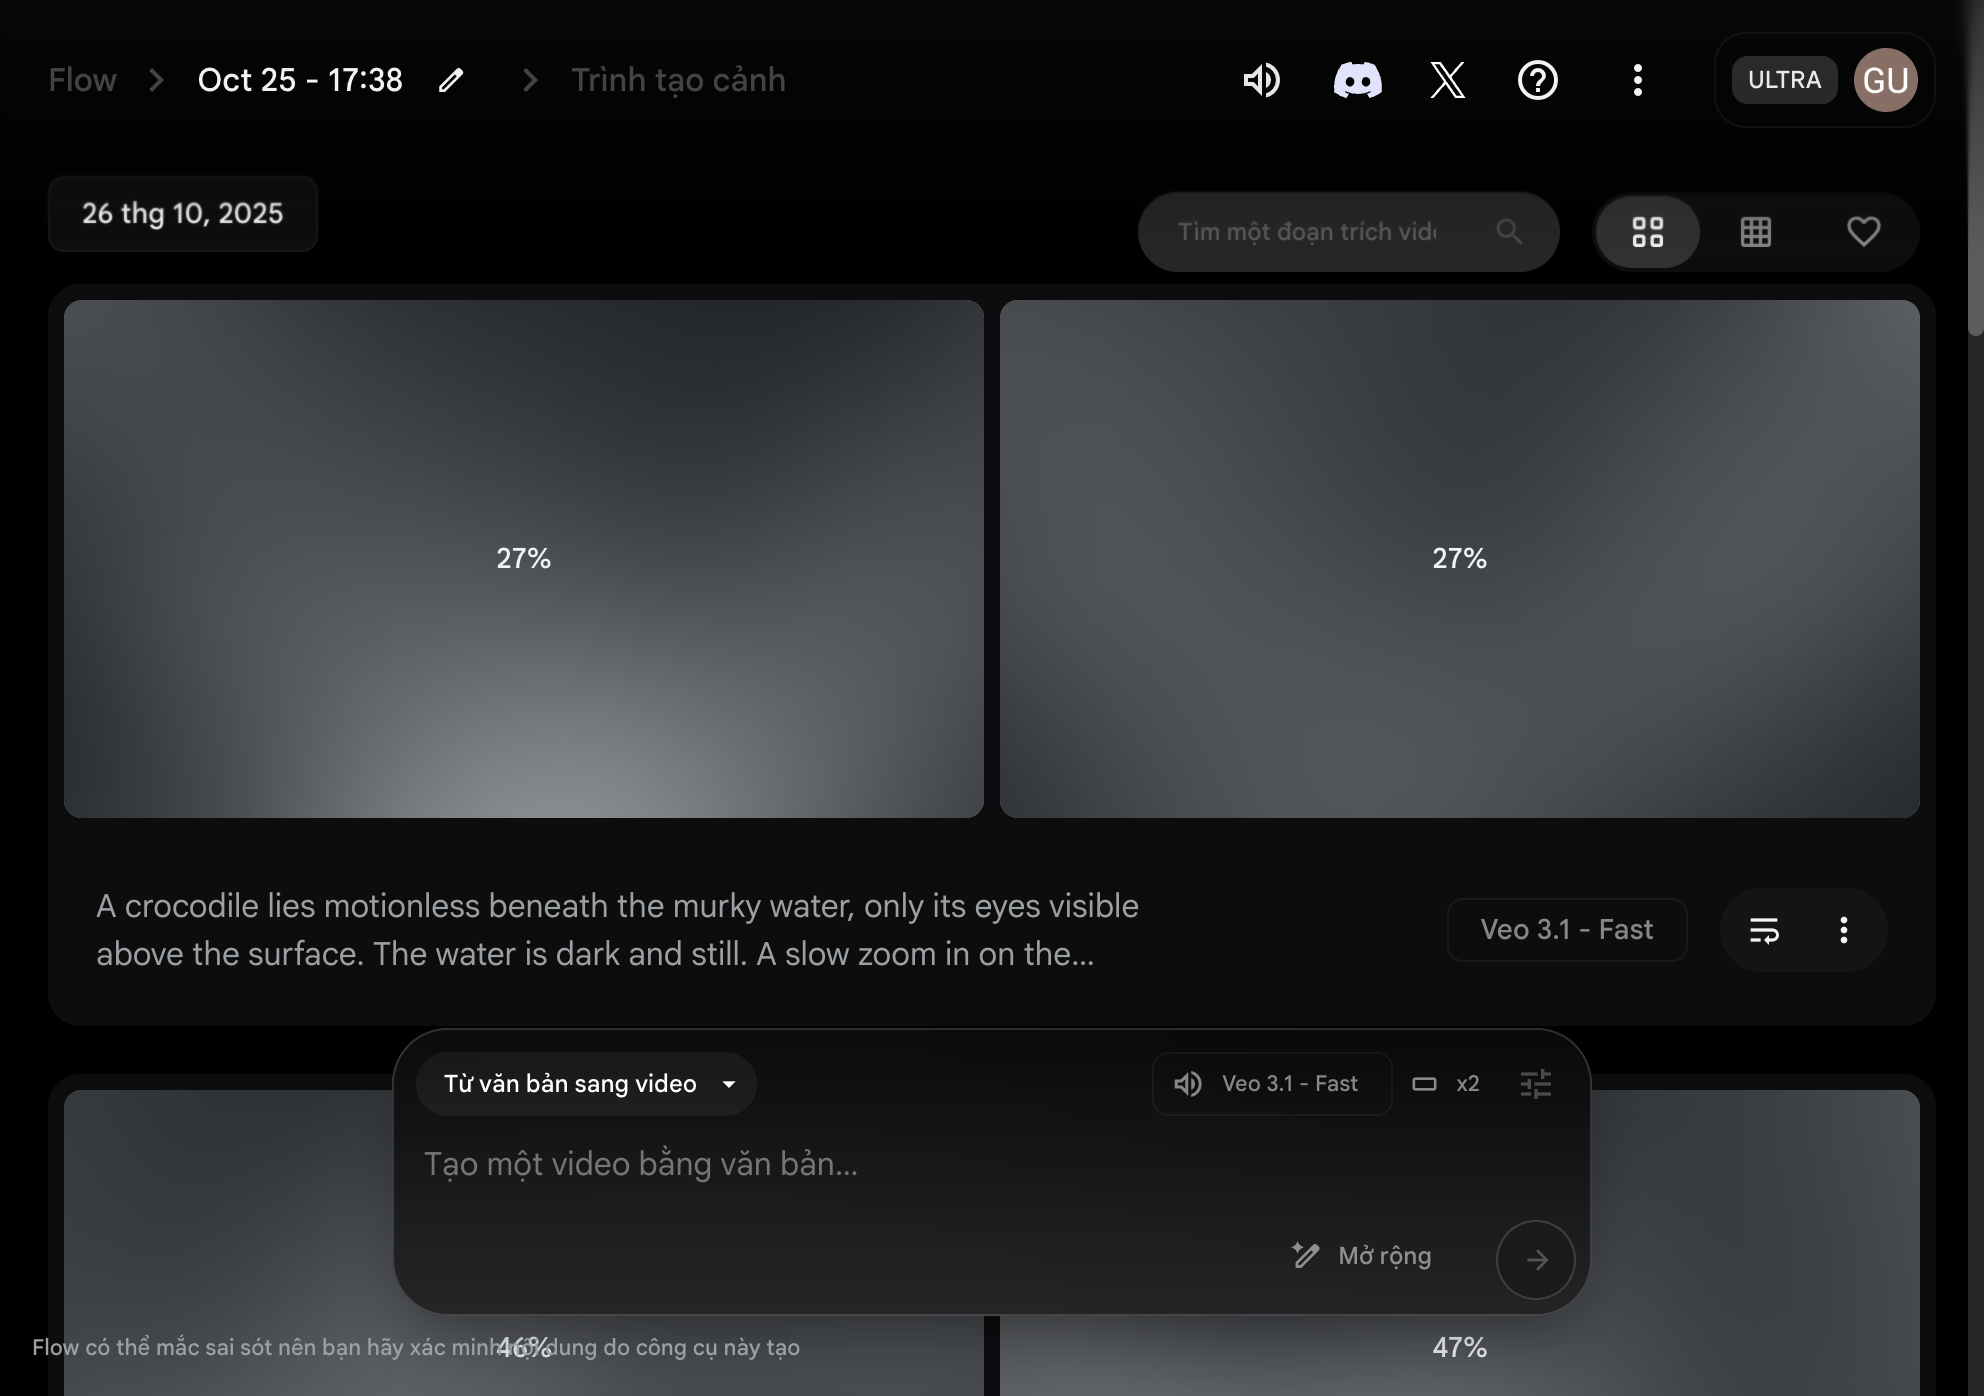 Flow
Oct 25 - 17:38
Trình tạo cảnh
ULTRA
GU
26 thg 10, 2025
Tìm một đoạn trích vide
27%
27%
A crocodile lies motionless beneath the murky water, only its eyes visible
above the surface. The water is dark and still. A slow zoom in on the...
Veo 3.1 - Fast
Từ văn bản sang video
Veo 3.1 - Fast
x2
Tạo một video bằng văn bản...
Mở rộng
Flow có thể mắc sai sót nên bạn hãy xác minh nội dung do công cụ này tạo
46%
47%